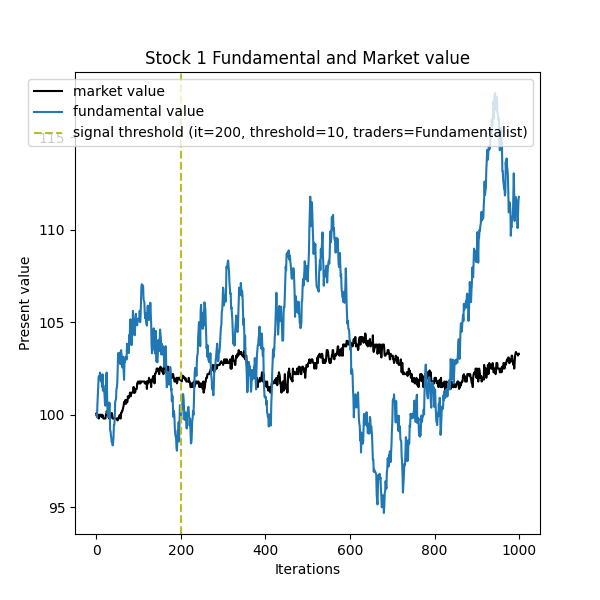 Stock 1 Fundamental and Market value
market value
fundamental value
signal threshold (it=200, threshold=10, traders=Fundamentalist)
115
110
105
100
95
Present value
0 200 400 600 800 1000
Iterations